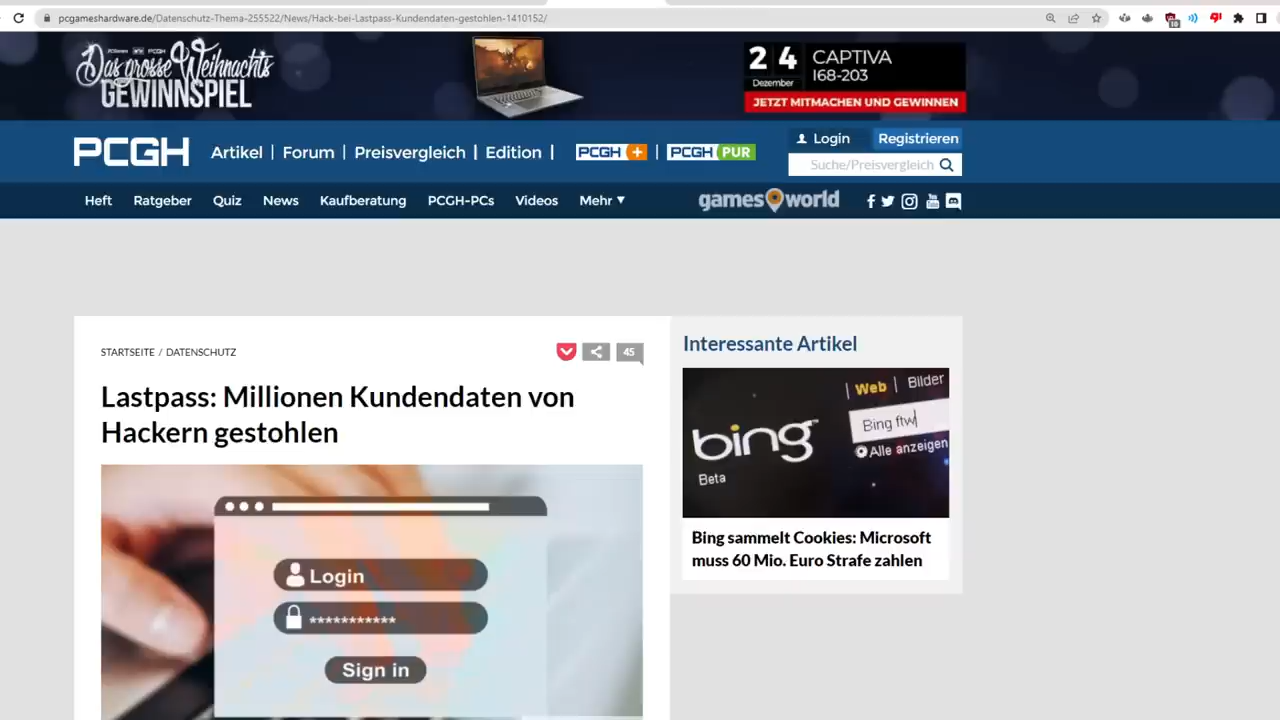 pcgameshardware.de/Datenschutz-Thema-255522/News/Hack-bei-Lastpass-Kundendaten-gestohlen-1410152/
Das grosse Weihnachts
GEWINNSPIEL
24
Dezember
CAPTIVA
I68-203
JETZT MITMACHEN UND GEWINNEN
PCGH
Artikel | Forum | Preisvergleich | Edition | PCGH+ | PCGH PUR
Login
Registrieren
Suche/Preisvergleich
Heft Ratgeber Quiz News Kaufberatung PCGH-PCs Videos Mehr ▼
games world
STARTSEITE / DATENSCHUTZ
45
Lastpass: Millionen Kundendaten von
Hackern gestohlen
Login
***********
Sign in
Interessante Artikel
| Web | Bilder
bing
Beta
Bing ftw
Alle anzeigen
Bing sammelt Cookies: Microsoft
muss 60 Mio. Euro Strafe zahlen